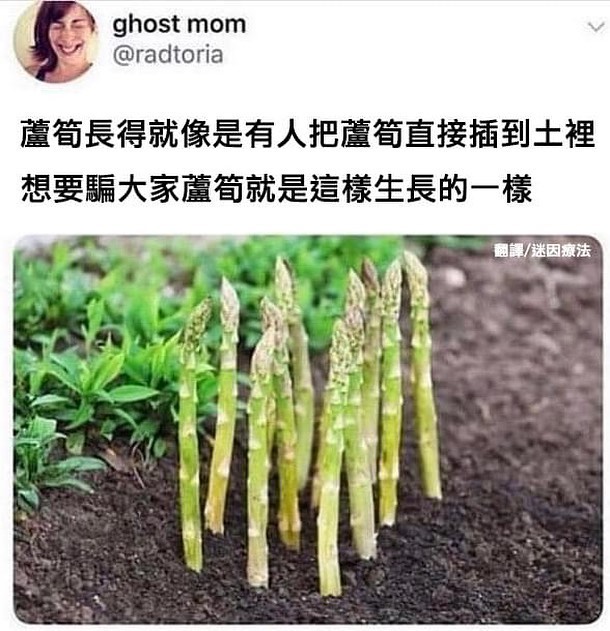 ghost mom
@radtoria
蘆筍長得就像是有人把蘆筍直接插到土裡
想要騙大家蘆筍就是這樣生長的一樣
翻譯/迷因療法